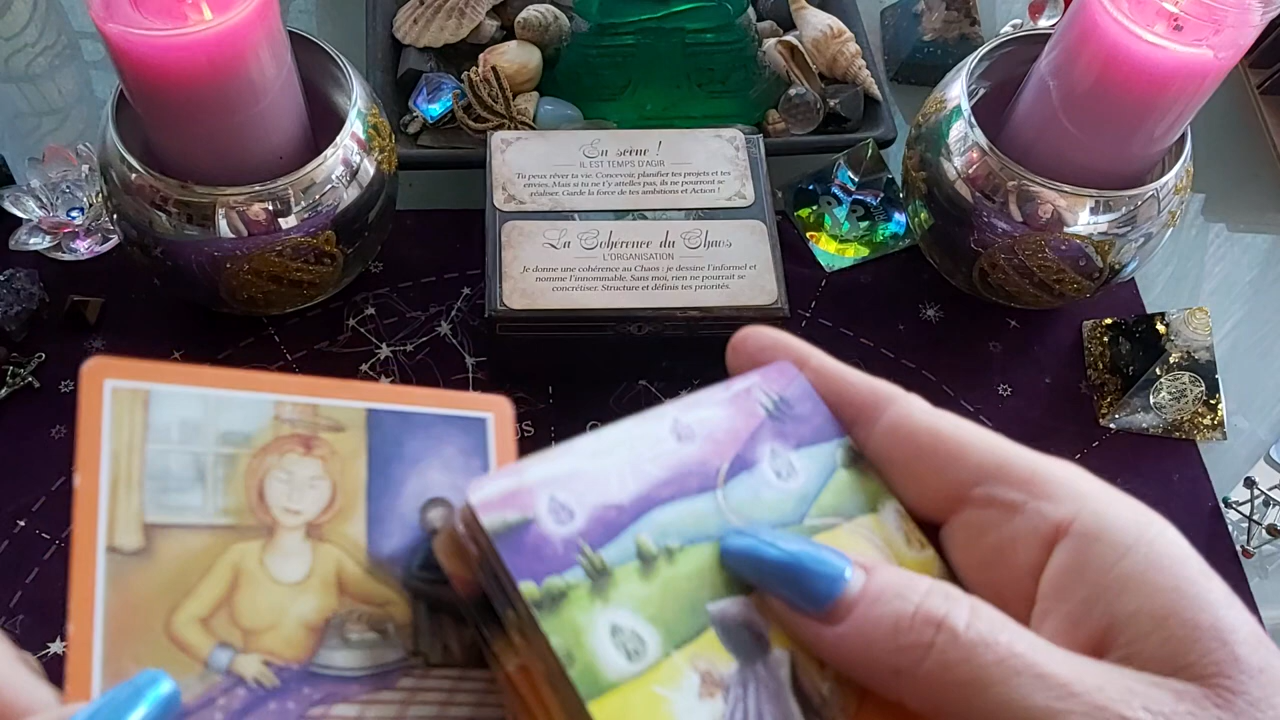 En scène !
IL EST TEMPS D'AGIR
Tu peux rêver ta vie. Concevoir, planifier tes projets et tes
envies. Mais si tu ne t'y attelles pas, ils ne pourront se
réaliser. Garde la force de tes ambitions et Action !
La Cohérence du Chaos
L'ORGANISATION
Je donne une cohérence au Chaos : je dessine l'informel et
nomme l'innommable. Sans moi, rien ne pourrait se
concrétiser. Structure et définis tes priorités.